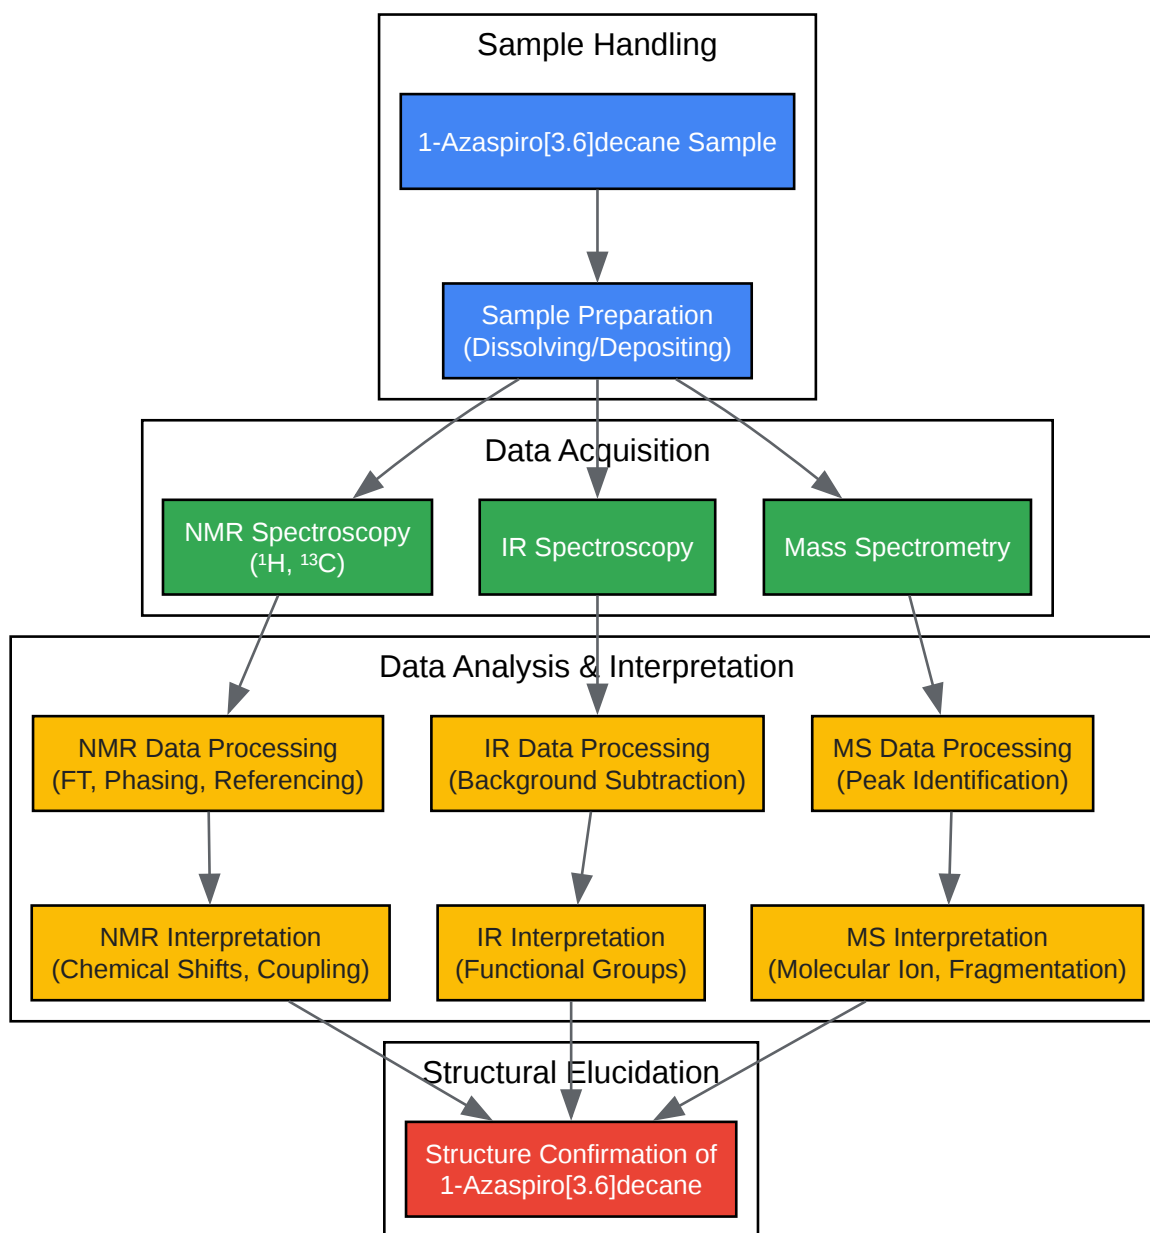 Sample Handling
1-Azaspiro[3.6]decane Sample
Sample Preparation
(Dissolving/Depositing)
Data Acquisition
NMR Spectroscopy
(¹H, ¹³C)
IR Spectroscopy
Mass Spectrometry
Data Analysis & Interpretation
NMR Data Processing
(FT, Phasing, Referencing)
IR Data Processing
(Background Subtraction)
MS Data Processing
(Peak Identification)
NMR Interpretation
(Chemical Shifts, Coupling)
IR Interpretation
(Functional Groups)
MS Interpretation
(Molecular Ion, Fragmentation)
Structural Elucidation
Structure Confirmation of
1-Azaspiro[3.6]decane